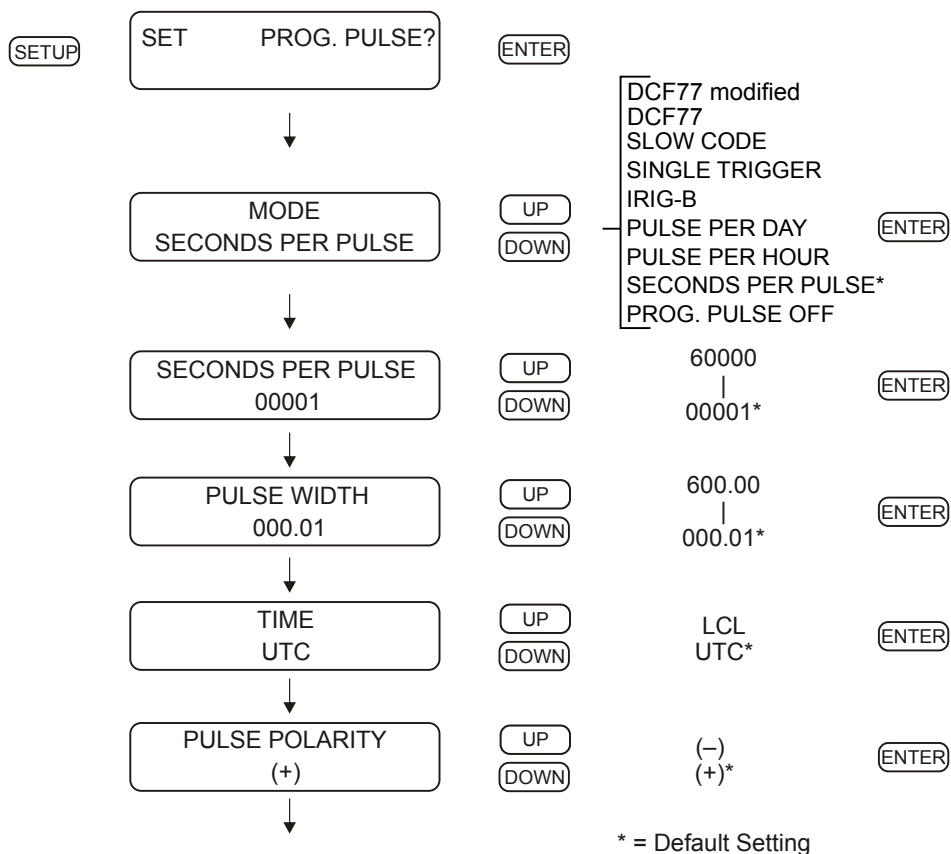 SETUP
SET PROG. PULSE?
ENTER
MODE
SECONDS PER PULSE
UP
DOWN
DCF77 modified
DCF77
SLOW CODE
SINGLE TRIGGER
IRIG-B
PULSE PER DAY
PULSE PER HOUR
SECONDS PER PULSE*
PROG. PULSE OFF
ENTER
SECONDS PER PULSE
00001
UP
DOWN
60000
|
00001*
ENTER
PULSE WIDTH
000.01
UP
DOWN
600.00
|
000.01*
ENTER
TIME
UTC
UP
DOWN
LCL
UTC*
ENTER
PULSE POLARITY
(+)
UP
DOWN
(–)
(+)*
ENTER
* = Default Setting